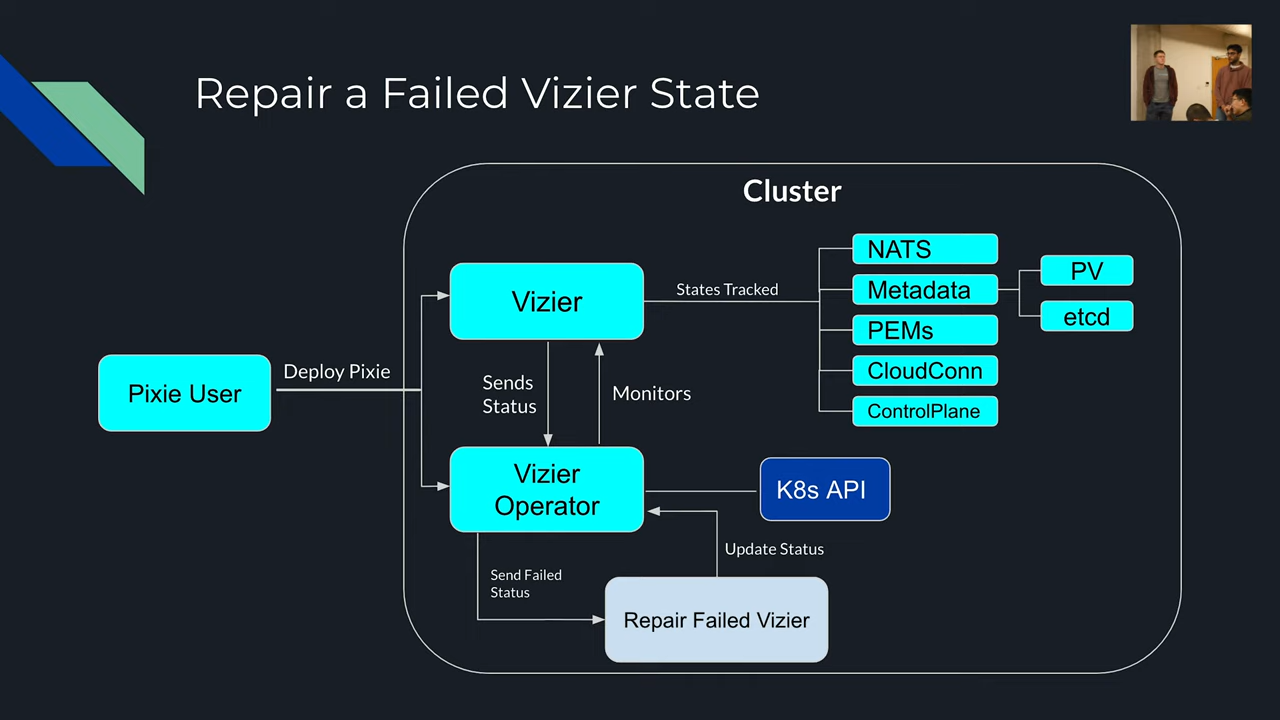 Repair a Failed Vizier State
Cluster
NATS
Vizier
States Tracked
Metadata
PV
etcd
PEMs
CloudConn
ControlPlane
Pixie User
Deploy Pixie
Sends
Status
Monitors
Vizier
Operator
K8s API
Update Status
Send Failed
Status
Repair Failed Vizier